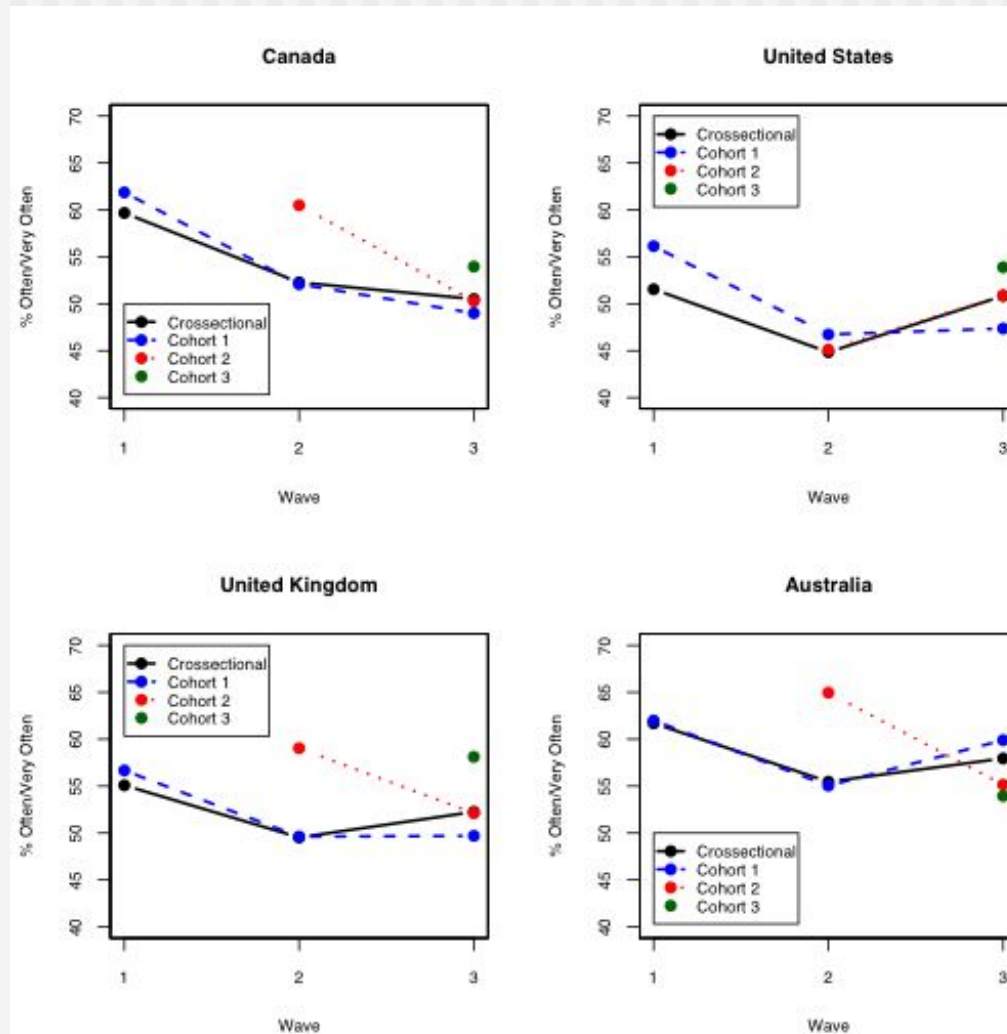 Canada
% Often/Very Often
70
65
60
55
50
45
40
Crossectional
Cohort 1
Cohort 2
Cohort 3
1 2 3
Wave
United States
% Often/Very Often
70
65
60
55
50
45
40
Crossectional
Cohort 1
Cohort 2
Cohort 3
1 2 3
Wave
United Kingdom
% Often/Very Often
70
65
60
55
50
45
40
Crossectional
Cohort 1
Cohort 2
Cohort 3
1 2 3
Wave
Australia
% Often/Very Often
70
65
60
55
50
45
40
Crossectional
Cohort 1
Cohort 2
Cohort 3
1 2 3
Wave